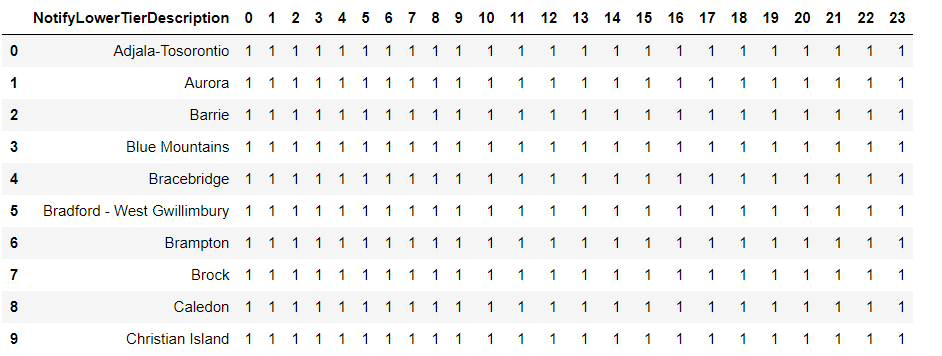 NotifyLowerTierDescription 0 1 2 3 4 5 6 7 8 9 10 11 12 13 14 15 16 17 18 19 20 21 22 23
0 Adjala-Tosorontio 1 1 1 1 1 1 1 1 1 1 1 1 1 1 1 1 1 1 1 1 1 1 1 1
1 Aurora 1 1 1 1 1 1 1 1 1 1 1 1 1 1 1 1 1 1 1 1 1 1 1 1
2 Barrie 1 1 1 1 1 1 1 1 1 1 1 1 1 1 1 1 1 1 1 1 1 1 1 1
3 Blue Mountains 1 1 1 1 1 1 1 1 1 1 1 1 1 1 1 1 1 1 1 1 1 1 1 1
4 Bracebridge 1 1 1 1 1 1 1 1 1 1 1 1 1 1 1 1 1 1 1 1 1 1 1 1
5 Bradford - West Gwillimbury 1 1 1 1 1 1 1 1 1 1 1 1 1 1 1 1 1 1 1 1 1 1 1 1
6 Brampton 1 1 1 1 1 1 1 1 1 1 1 1 1 1 1 1 1 1 1 1 1 1 1 1
7 Brock 1 1 1 1 1 1 1 1 1 1 1 1 1 1 1 1 1 1 1 1 1 1 1 1
8 Caledon 1 1 1 1 1 1 1 1 1 1 1 1 1 1 1 1 1 1 1 1 1 1 1 1
9 Christian Island 1 1 1 1 1 1 1 1 1 1 1 1 1 1 1 1 1 1 1 1 1 1 1 1